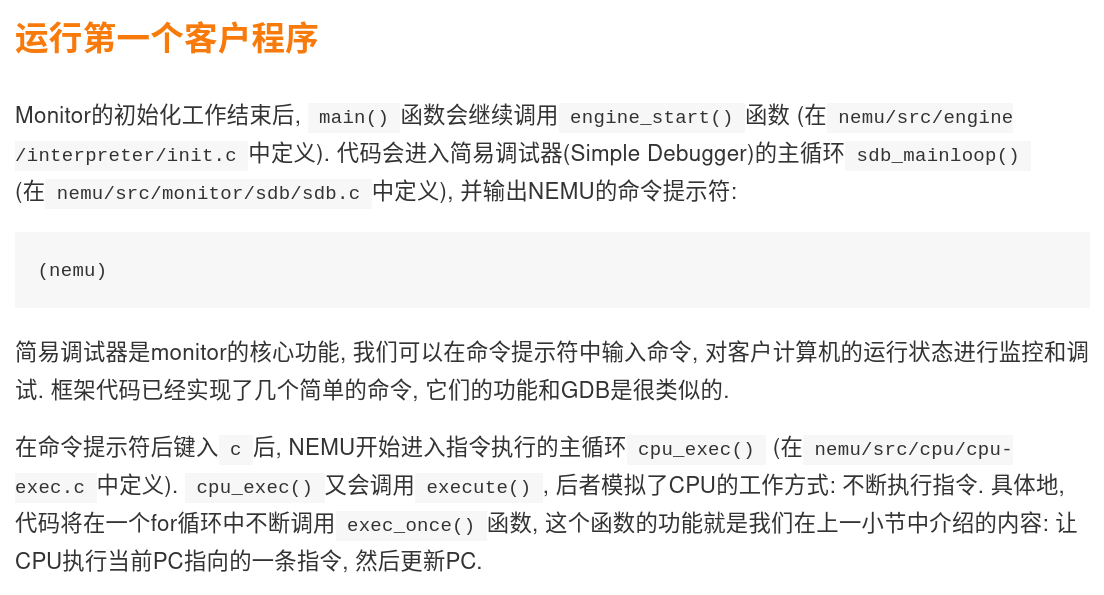 运行第一个客户程序
Monitor的初始化工作结束后, main() 函数会继续调用 engine_start() 函数 (在 nemu/src/engine
/interpreter/init.c 中定义). 代码会进入简易调试器(Simple Debugger)的主循环 sdb_mainloop()
(在 nemu/src/monitor/sdb/sdb.c 中定义), 并输出NEMU的命令提示符:
(nemu)
简易调试器是monitor的核心功能, 我们可以在命令提示符中输入命令, 对客户计算机的运行状态进行监控和调
试. 框架代码已经实现了几个简单的命令, 它们的功能和GDB是很类似的.
在命令提示符后键入 c 后, NEMU开始进入指令执行的主循环 cpu_exec() (在 nemu/src/cpu/cpu-
exec.c 中定义). cpu_exec() 又会调用 execute() , 后者模拟了CPU的工作方式: 不断执行指令. 具体地,
代码将在一个for循环中不断调用 exec_once() 函数, 这个函数的功能就是我们在上一小节中介绍的内容: 让
CPU执行当前PC指向的一条指令, 然后更新PC.